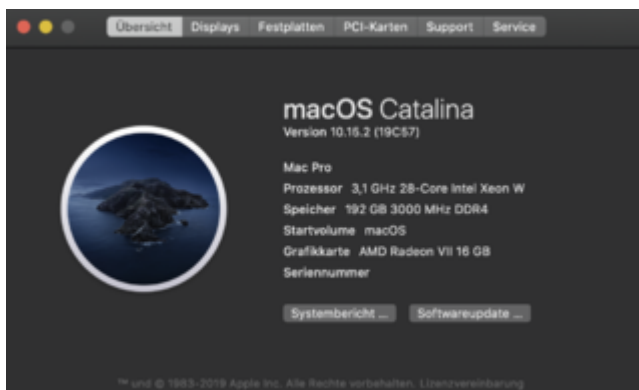 Übersicht Displays Festplatten PCI-Karten Support Service
macOS Catalina
Version 10.15.2 (19C57)
Mac Pro
Prozessor 3,1 GHz 28-Core Intel Xeon W
Speicher 192 GB 3000 MHz DDR4
Startvolume macOS
Grafikkarte AMD Radeon VII 16 GB
Seriennummer
Systembericht ... Softwareupdate ...
™ und © 1983-2019 Apple Inc. Alle Rechte vorbehalten. Lizenzvereinbarung